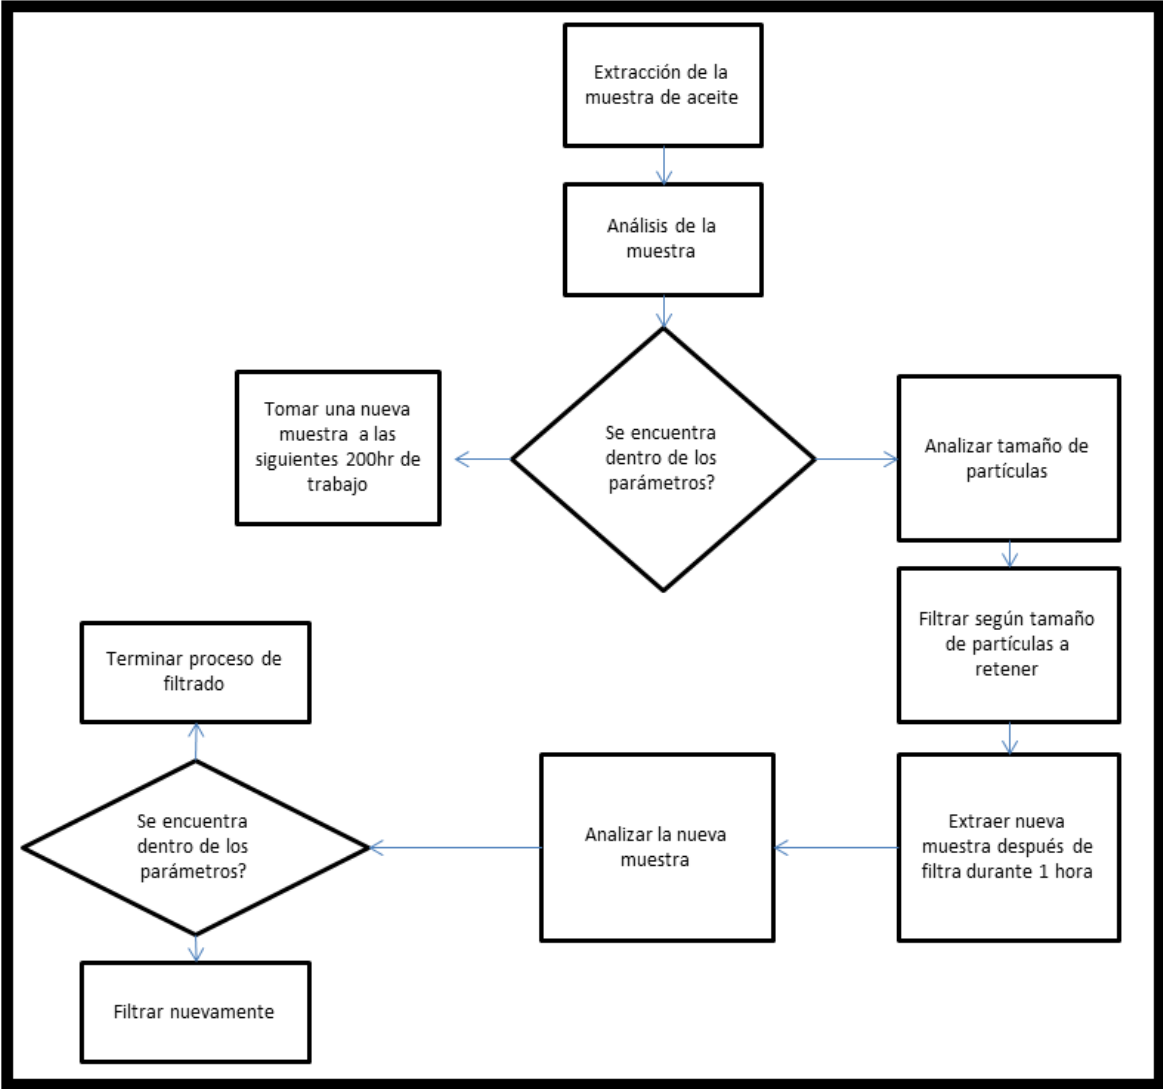 Extracción de la
muestra de aceite
Análisis de la
muestra
Se encuentra
dentro de los
parámetros?
Tomar una nueva
muestra a las
siguientes 200hr de
trabajo
Analizar tamaño de
partículas
Filtrar según tamaño
de partículas a
retener
Extraer nueva
muestra después de
filtra durante 1 hora
Analizar la nueva
muestra
Se encuentra
dentro de los
parámetros?
Terminar proceso de
filtrado
Filtrar nuevamente